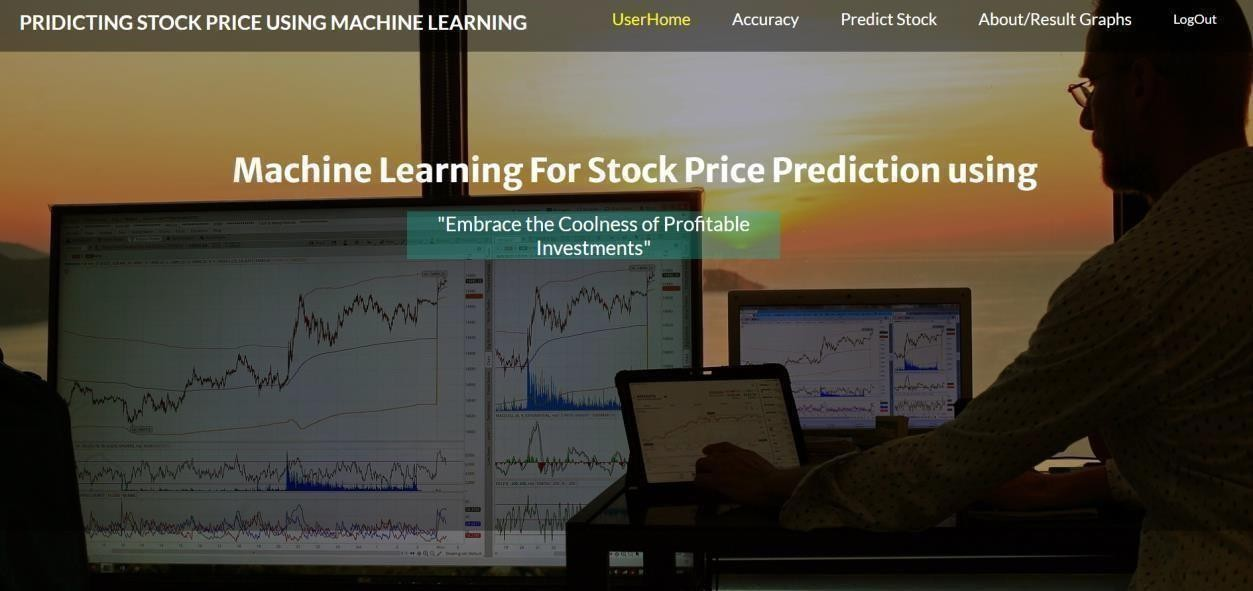 PRIDICTING STOCK PRICE USING MACHINE LEARNING
UserHome
Accuracy
Predict Stock
About/Result Graphs
LogOut
Machine Learning For Stock Price Prediction using
"Embrace the Coolness of Profitable
Investments"